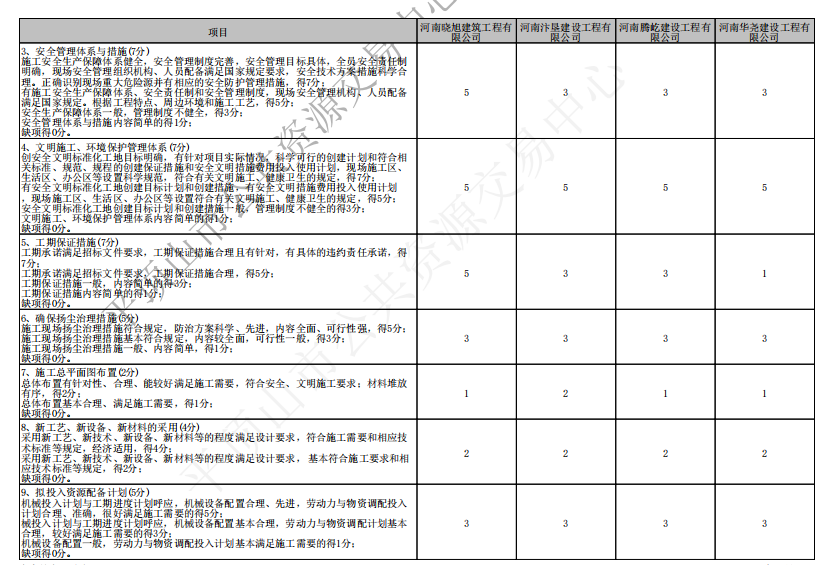 项目
河南晓旭建筑工程有限公司
河南汴垦建设工程有限公司
河南腾屹建设工程有限公司
河南华尧建设工程有限公司
3、安全管理体系与措施(7分)
施工安全生产保障体系健全，安全管理制度完善，安全管理目标具体，全员安全责任制
明确，现场安全管理组织机构、人员配备满足国家规定要求，安全技术方案措施科学合
理。正确识别现场重大危险源并有相应的安全防护管理措施，得7分；
有施工安全生产保障体系、安全责任制和安全管理制度，现场安全管理机构、人员配备
满足国家规定。根据工程特点、周边环境和施工工艺，得5分；
安全生产保障体系一般，管理制度不健全，得3分；
安全管理体系与措施内容简单的得1分；
缺项得0分。
5
3
3
3
4、文明施工、环境保护管理体系(7分)
创安全文明标准化工地目标明确，有针对项目实际情况，科学可行的创建计划和符合相
关标准、规范、规程的创建保证措施和安全文明措施费用投入使用计划，现场施工区、
生活区、办公区等设置科学规范，符合有关文明施工、健康卫生的规定，得7分；
有安全文明标准化工地创建目标计划和创建措施、有安全文明措施费用投入使用计划
，现场施工区、生活区、办公区等设置符合有关文明施工、健康卫生的规定，得5分；
安全文明标准化工地创建目标计划和创建措施一般，管理制度不健全的得3分；
文明施工、环境保护管理体系内容简单的得1分；
缺项得0分。
5
5
5
5
5、工期保证措施(7分)
工期承诺满足招标文件要求，工期保证措施合理且有针对，有具体的违约责任承诺，得
7分；
工期承诺满足招标文件要求，工期保证措施合理，得5分；
工期保证措施一般，内容简单的得3分；
工期保证措施内容简单的得1分；
缺项得0分。
5
3
3
1
6、确保扬尘治理措施(5分)
施工现场扬尘治理措施符合规定，防治方案科学、先进，内容全面、可行性强，得5分；
施工现场扬尘治理措施基本符合规定，内容较全面，可行性一般，得3分；
施工现场扬尘治理措施一般、内容简单，得1分；
缺项得0分。
3
3
3
3
7、施工总平面图布置(2分)
总体布置有针对性、合理、能较好满足施工需要，符合安全、文明施工要求；材料堆放
有序，得2分；
总体布置基本合理、满足施工需要，得1分；
缺项得0分。
1
2
1
1
8、新工艺、新设备、新材料的采用(4分)
采用新工艺、新技术、新设备、新材料等的程度满足设计要求，符合施工需要和相应技
术标准等规定，经济适用，得4分；
采用新工艺、新技术、新设备、新材料等的程度满足设计要求， 基本符合施工要求和相
应技术标准等规定，得2分；
缺项得0分。
2
2
2
2
9、拟投入资源配备计划(5分)
机械投入计划与工期进度计划呼应，机械设备配置合理、先进，劳动力与物资调配投入
计划合理、准确，很好满足施工需要的得5分；
械投入计划与工期进度计划呼应，机械设备配置基本合理，劳动力与物资调配计划基本
合理，较好满足施工需要的得3分；
机械设备配置一般，劳动力与物资调配投入计划基本满足施工需要的得1分；
缺项得0分。
3
3
3
3
平顶山市公共资源交易中心
平顶山市公共资源交易中心